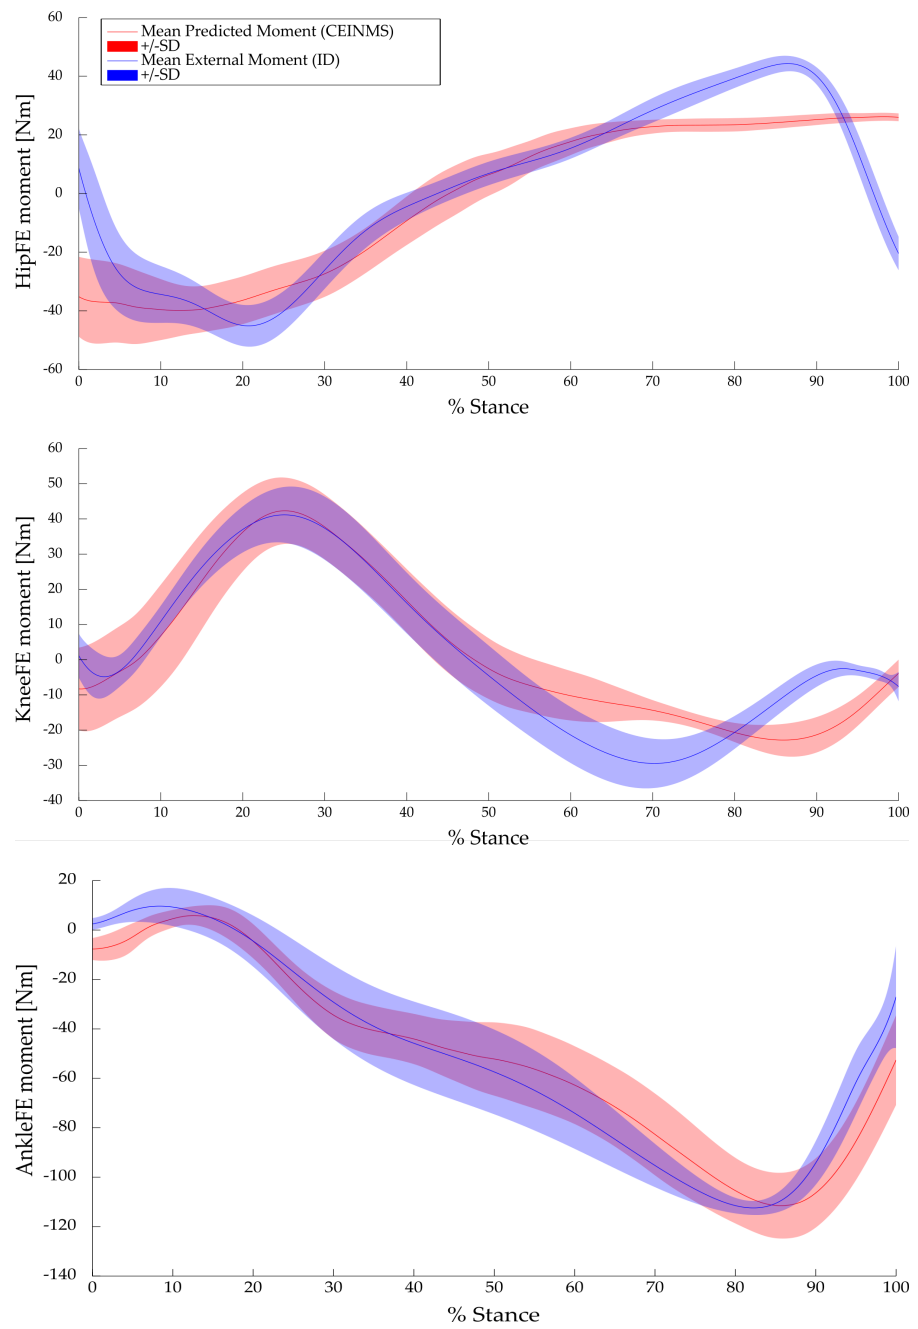 60
40
20
0
-20
-40
-60
HipFE moment [Nm]
Mean Predicted Moment (CEINMS)
+/-SD
Mean External Moment (ID)
+/-SD
0 10 20 30 40 50 60 70 80 90 100
% Stance
60
50
40
30
20
10
0
-10
-20
-30
-40
KneeFE moment [Nm]
0 10 20 30 40 50 60 70 80 90 100
% Stance
20
0
-20
-40
-60
-80
-100
-120
-140
AnkleFE moment [Nm]
0 10 20 30 40 50 60 70 80 90 100
% Stance